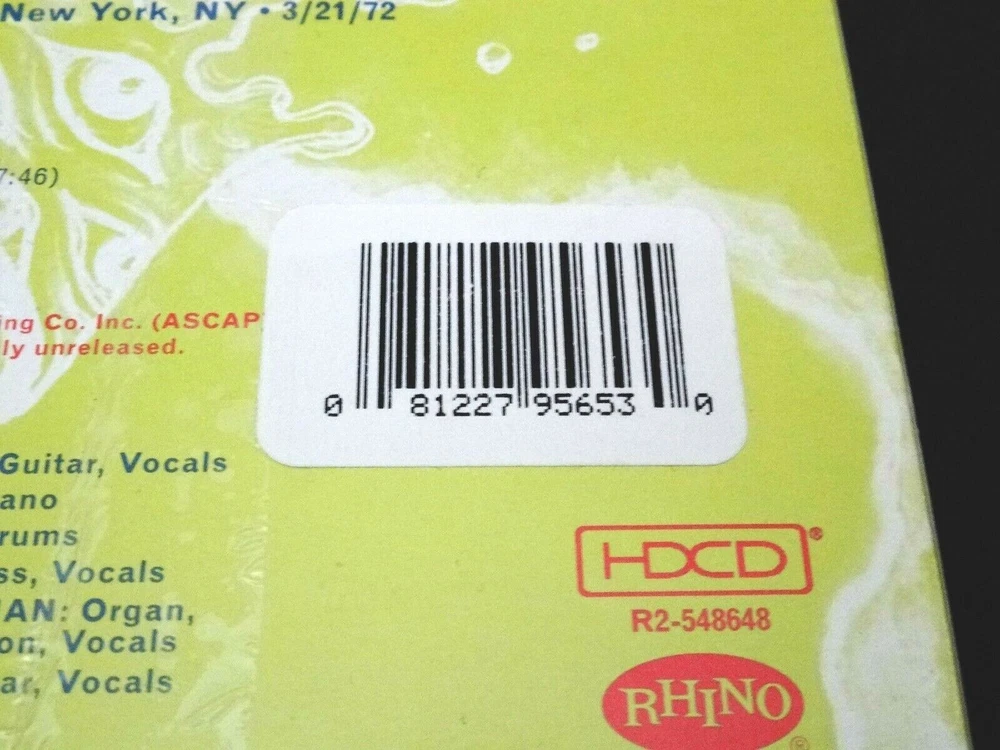 New York, NY • 3/21/72
7:46)
ing Co. Inc. (ASCAP
ly unreleased.
0 81227 95653 0
Guitar, Vocals
ano
rums
ss, Vocals
AN: Organ,
on, Vocals
ar, Vocals
HDCD®
R2-548648
RHINO
©